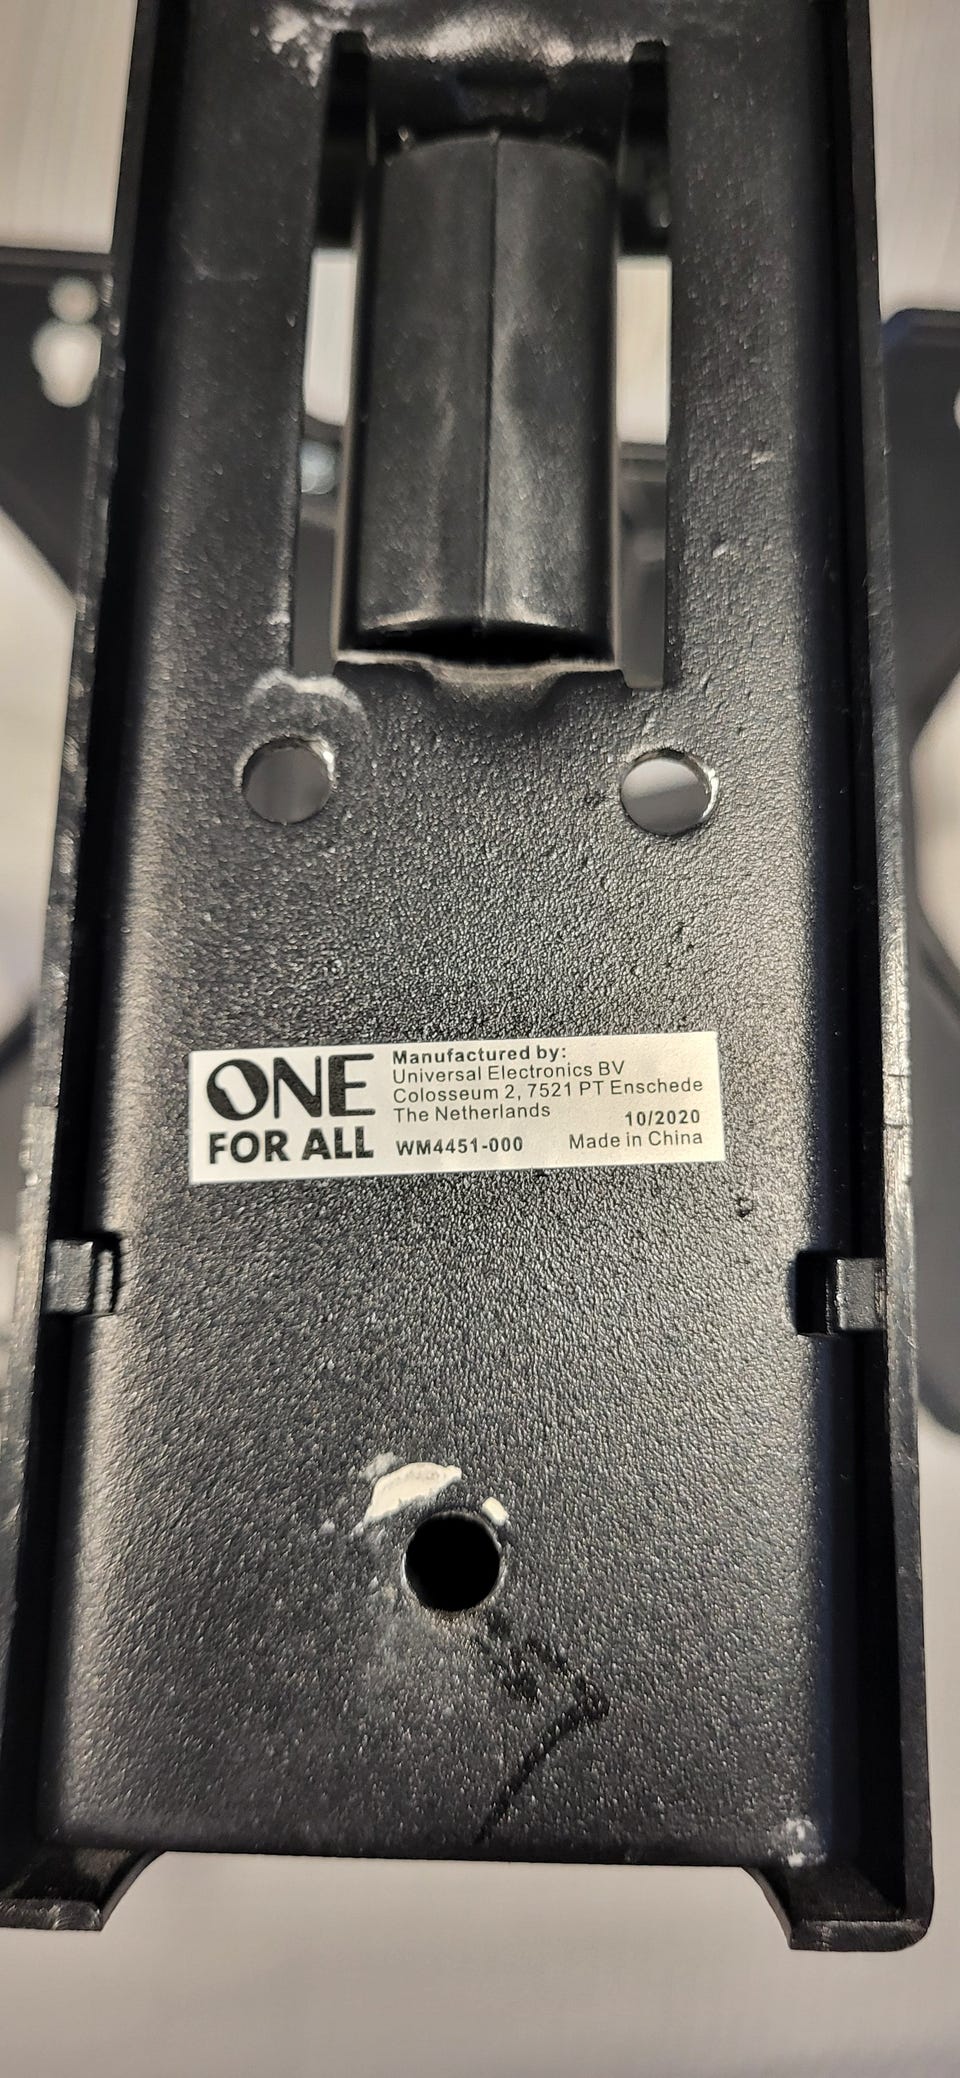 ONE
FOR ALL
Manufactured by:
Universal Electronics BV
Colosseum 2, 7521 PT Enschede
The Netherlands
10/2020
WM4451-000
Made in China